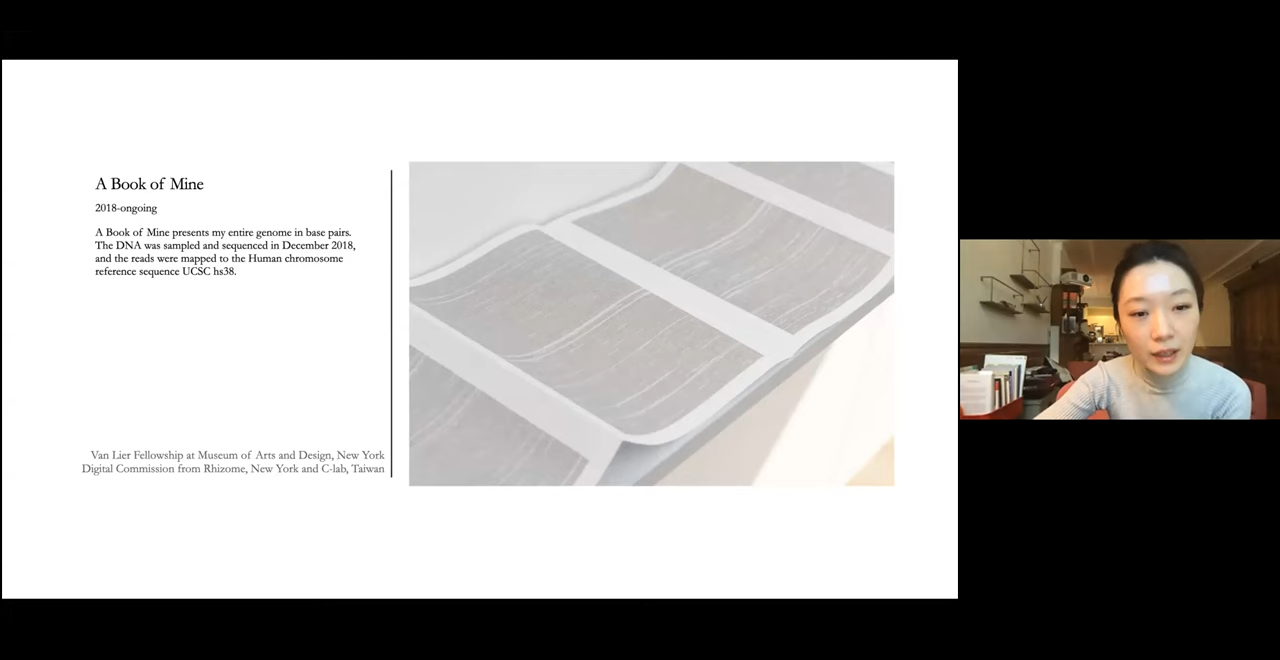 A Book of Mine
2018-ongoing
A Book of Mine presents my entire genome in base pairs.
The DNA was sampled and sequenced in December 2018,
and the reads were mapped to the Human chromosome
reference sequence UCSC hs38.
Van Lier Fellowship at Museum of Arts and Design, New York
Digital Commission from Rhizome, New York and C-lab, Taiwan